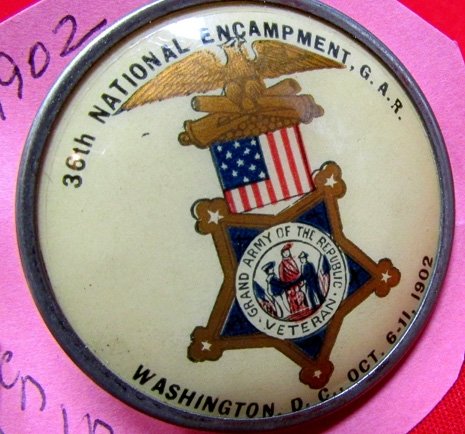 1902
36th NATIONAL ENCAMPMENT, G.A.R.
GRAND ARMY OF THE REPUBLIC
VETERAN
WASHINGTON, D. C., OCT. 6-11, 1902